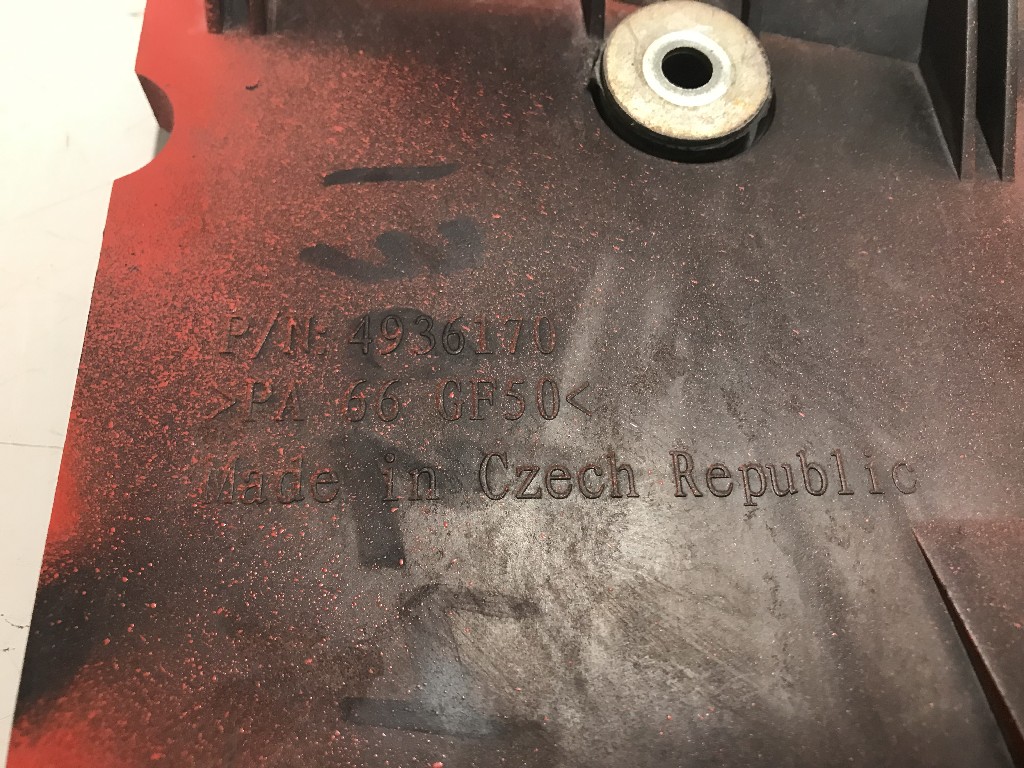 P/N: 4936170
>PA 66 GF50<
Made in Czech Republic